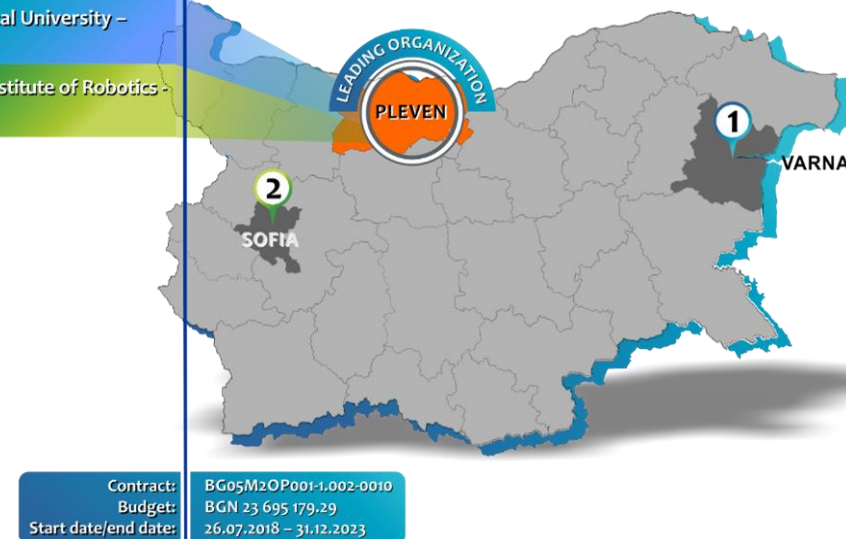 al University –
stitute of Robotics -
LEADING ORGANIZATION
PLEVEN
1
VARNA
2
SOFIA
Contract: BG05M2OP001-1.002-0010
Budget: BGN 23 695 179.29
Start date/end date: 26.07.2018 – 31.12.2023